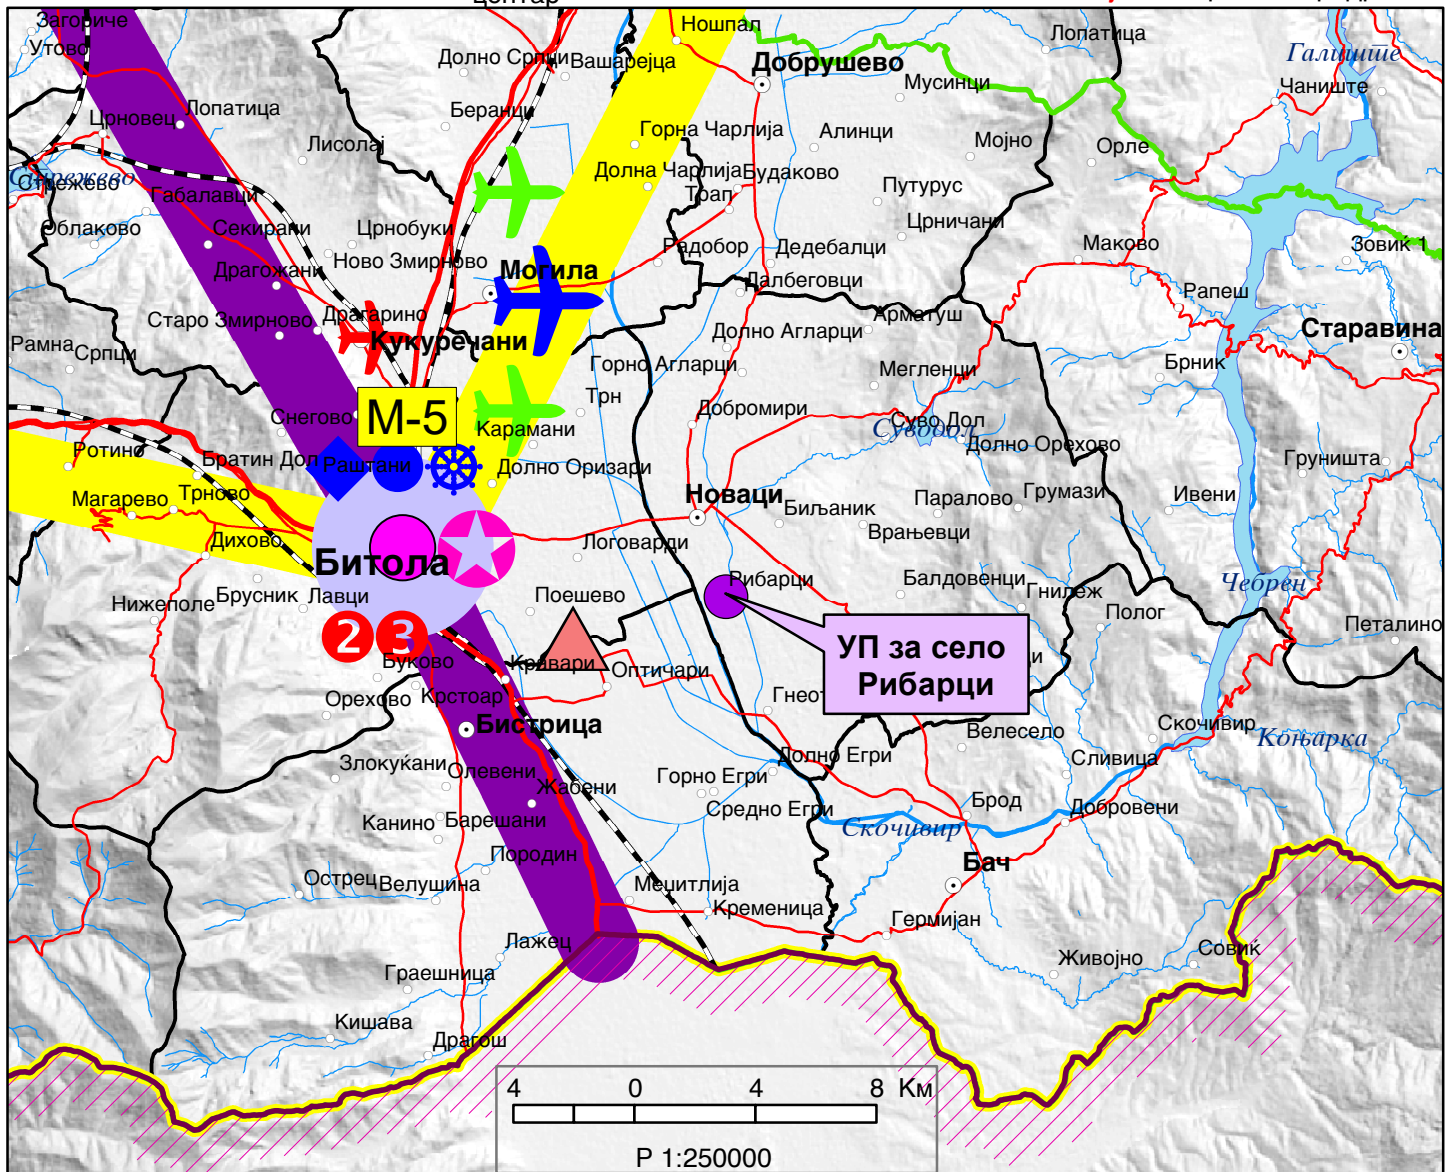 центар
Загориче
Утово
Ношпал
Лопатица
Галиште
Долно Српци
Вашарејца
Добрушево
Мусинци
Чаниште
Црновец
Лопатица
Беранци
Горна Чарлија
Алинци
Мојно
Орле
Лисолај
Стрежево
Стрежево
Габалавци
Долна Чарлија
Будаково
Трап
Путурус
Облаково
Секирани
Црнобуки
Црничани
Радобор
Дедебалци
Маково
Зовиќ 1
Драгожани
Ново Змирново
Могила
Далбеговци
Рапеш
Старо Змирново
Драгарино
Кукуречани
Долно Агларци
Арматуш
Старавина
Рамна
Српци
Горно Агларци
Мегленци
Брник
М-5
Трн
Снегово
Карамани
Добромири
Суво Дол
Суводол
Долно Орехово
Ротино
Братин Дол
Раштани
Долно Оризари
Груништа
Магарево
Трново
Новаци
Биљаник
Паралово
Грумази
Ивени
Врањевци
Дихово
Битола
Логоварди
Рибарци
Балдовенци
Гнилеж
Чебрен
Нижеполе
Брусник
Лавци
Поешево
Полог
Петалино
2 3
УП за село
Рибарци
Буково
Кравари
Оптичари
Орехово
Крстоар
Бистрица
Скочивир
Коњарка
Велесело
Злокуќани
Олевени
Долно Егри
Сливица
Горно Егри
Жабени
Средно Егри
Брод
Добровени
Канино
Барешани
Скочивир
Породин
Бач
Острец
Велушина
Меџитлија
Кременица
Гермијан
Лажец
Граешница
Живојно
Совиќ
Кишава
Драгош
4 0 4 8 Км
Р 1:250000